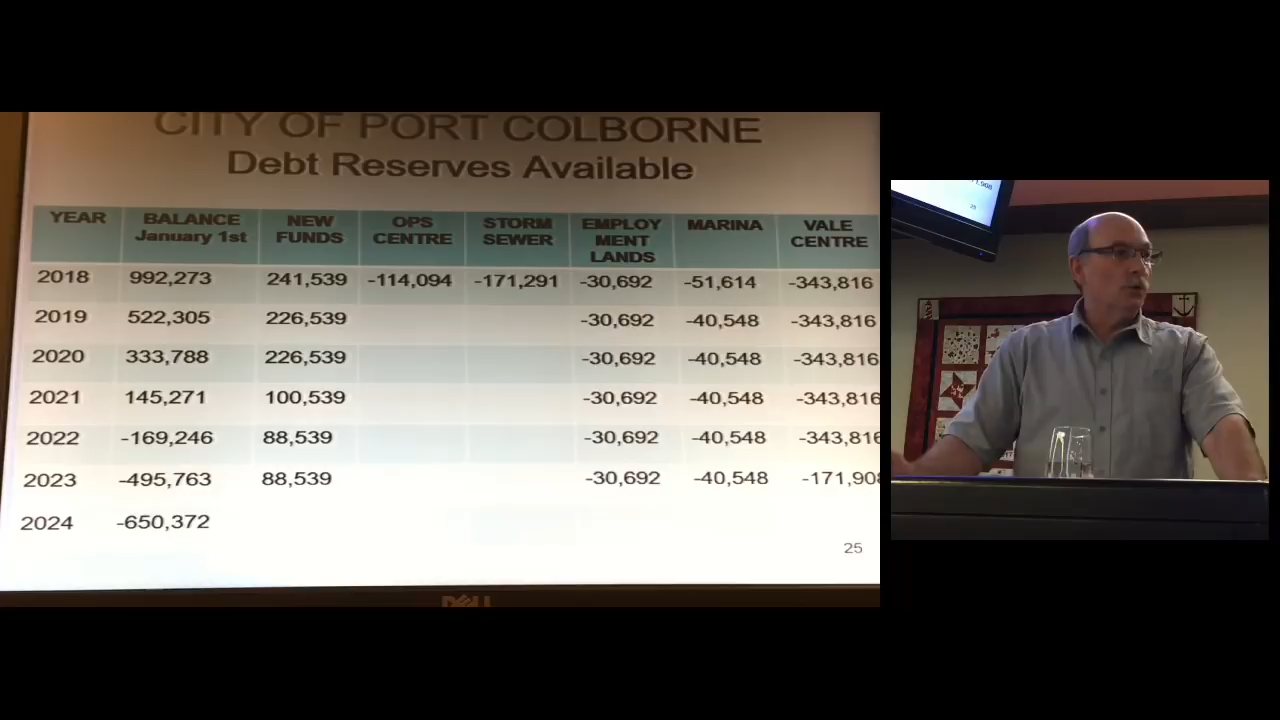 CITY OF PORT COLBORNE
Debt Reserves Available
YEAR BALANCE January 1st NEW FUNDS OPS CENTRE STORM SEWER EMPLOY MENT LANDS MARINA VALE CENTRE
2018 992,273 241,539 -114,094 -171,291 -30,692 -51,614 -343,816
2019 522,305 226,539 -30,692 -40,548 -343,816
2020 333,788 226,539 -30,692 -40,548 -343,816
2021 145,271 100,539 -30,692 -40,548 -343,816
2022 -169,246 88,539 -30,692 -40,548 -343,816
2023 -495,763 88,539 -30,692 -40,548 -171,908
2024 -650,372
25
DELL
25